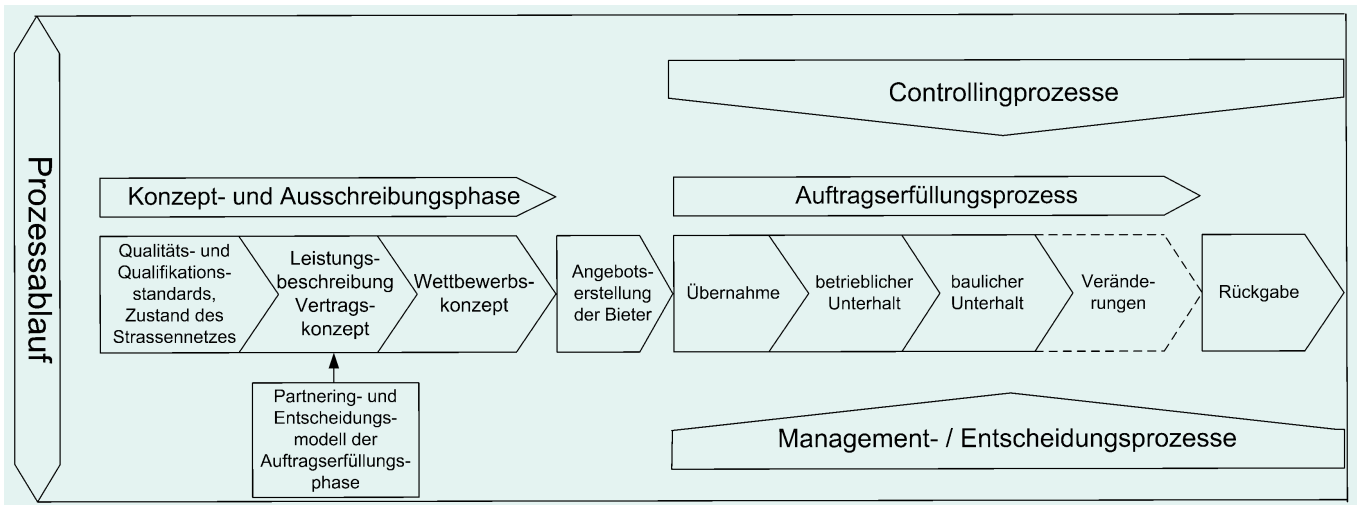 Prozessablauf
Controllingprozesse
Konzept- und Ausschreibungsphase
Auftragserfüllungsprozess
Qualitäts- und
Qualifikations-
standards,
Zustand des
Strassennetzes
Leistungs-
beschreibung
Vertrags-
konzept
Wettbewerbs-
konzept
Angebots-
erstellung
der Bieter
Übernahme
betrieblicher
Unterhalt
baulicher
Unterhalt
Verände-
rungen
Rückgabe
Partnering- und
Entscheidungs-
modell der
Auftragserfüllungs-
phase
Management- / Entscheidungsprozesse